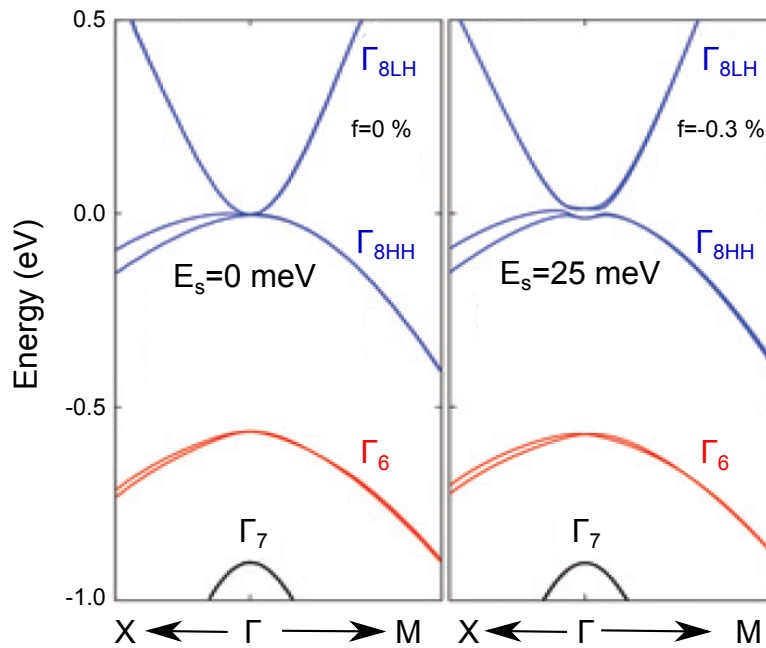 Energy (eV)
0.5
0.0
-0.5
-1.0
Γ8LH
f=0 %
Γ8HH
Es=0 meV
Γ6
Γ7
X Γ M
Γ8LH
f=-0.3 %
Γ8HH
Es=25 meV
Γ6
Γ7
X Γ M